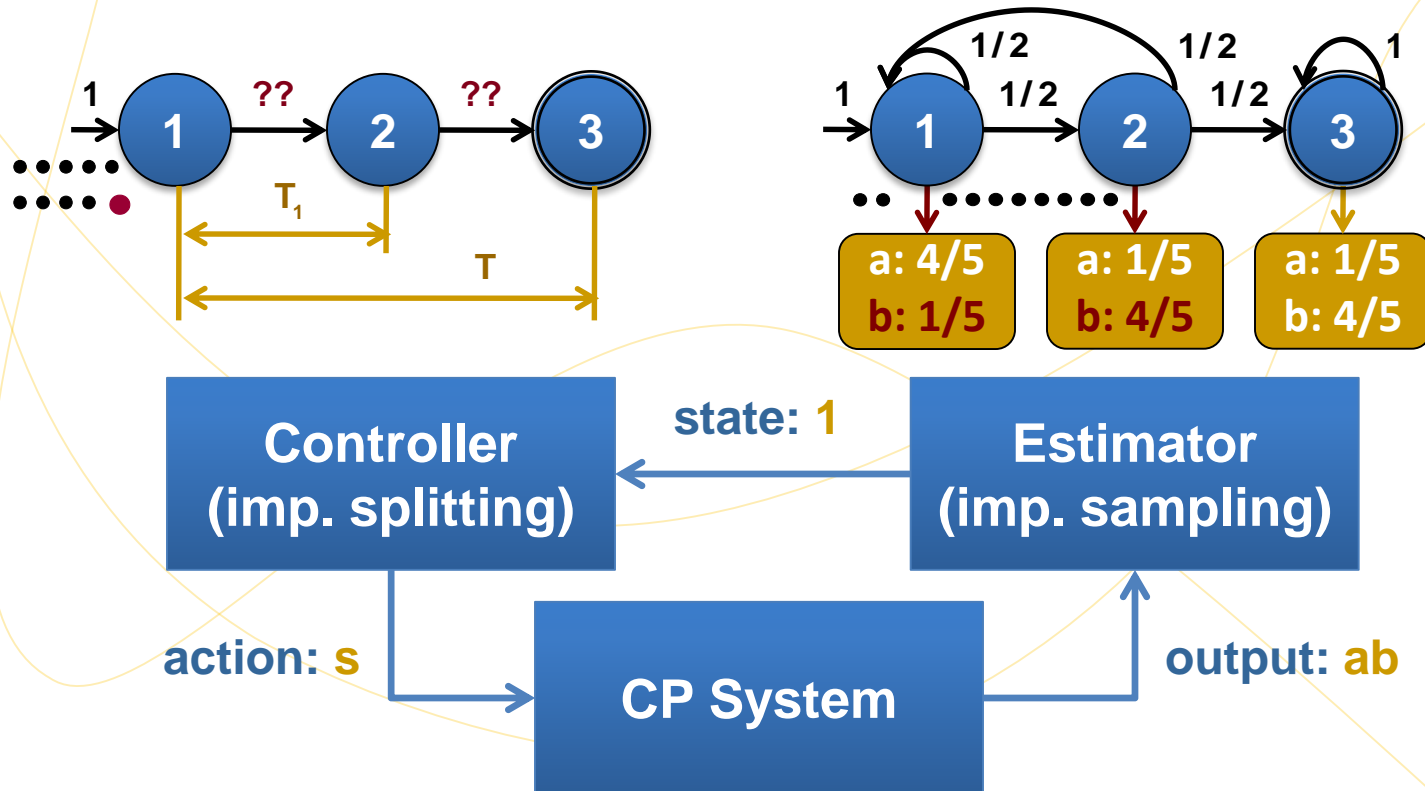 1 1 ?? 2 ?? 3
T1
T
1/2 1/2 1
1 1 1/2 2 1/2 3
a: 4/5
b: 1/5
a: 1/5
b: 4/5
a: 1/5
b: 4/5
Controller
(imp. splitting)
state: 1
Estimator
(imp. sampling)
action: s
CP System
output: ab